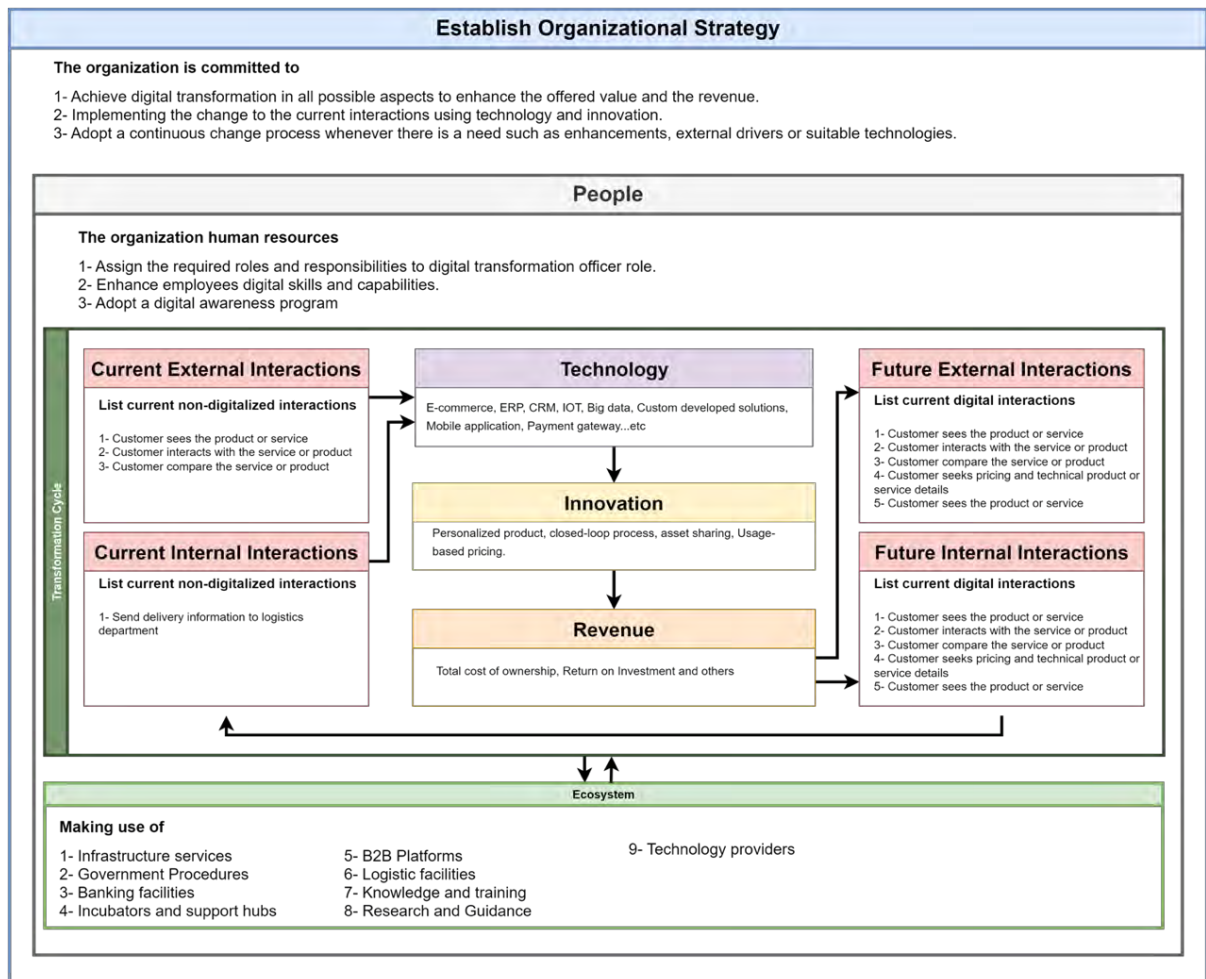 Establish Organizational Strategy
The organization is committed to
1- Achieve digital transformation in all possible aspects to enhance the offered value and the revenue.
2- Implementing the change to the current interactions using technology and innovation.
3- Adopt a continuous change process whenever there is a need such as enhancements, external drivers or suitable technologies.
People
The organization human resources
1- Assign the required roles and responsibilities to digital transformation officer role.
2- Enhance employees digital skills and capabilities.
3- Adopt a digital awareness program
Transformation Cycle
Current External Interactions
List current non-digitalized interactions
1- Customer sees the product or service
2- Customer interacts with the service or product
3- Customer compare the service or product
Current Internal Interactions
List current non-digitalized interactions
1- Send delivery information to logistics
department
Technology
E-commerce, ERP, CRM, IOT, Big data, Custom developed solutions,
Mobile application, Payment gateway...etc
Innovation
Personalized product, closed-loop process, asset sharing, Usage-
based pricing.
Revenue
Total cost of ownership, Return on Investment and others
Future External Interactions
List current digital interactions
1- Customer sees the product or service
2- Customer interacts with the service or product
3- Customer compare the service or product
4- Customer seeks pricing and technical product or
service details
5- Customer sees the product or service
Future Internal Interactions
List current digital interactions
1- Customer sees the product or service
2- Customer interacts with the service or product
3- Customer compare the service or product
4- Customer seeks pricing and technical product or
service details
5- Customer sees the product or service
Ecosystem
Making use of
1- Infrastructure services
2- Government Procedures
3- Banking facilities
4- Incubators and support hubs
5- B2B Platforms
6- Logistic facilities
7- Knowledge and training
8- Research and Guidance
9- Technology providers